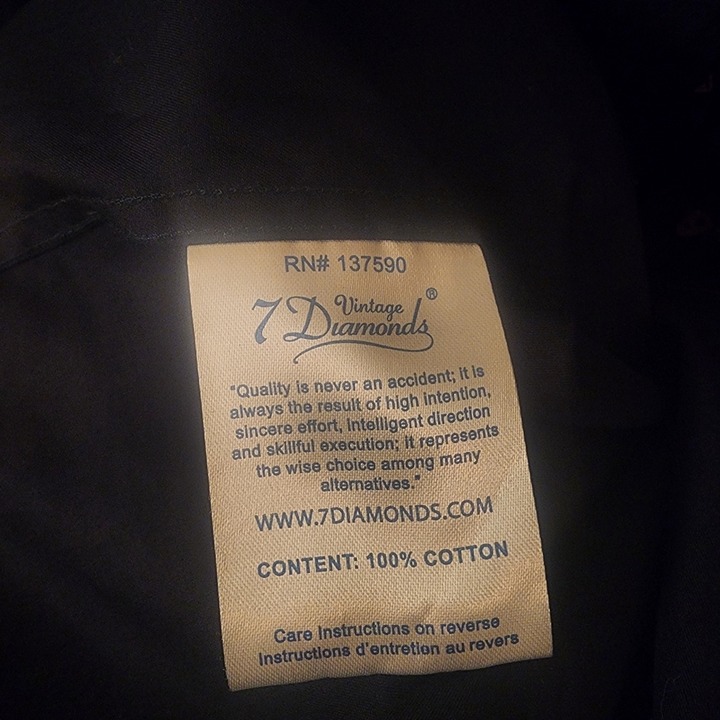 RN# 137590
Vintage
7 Diamonds®
"Quality is never an accident; it is
always the result of high intention,
sincere effort, intelligent direction
and skillful execution; it represents
the wise choice among many
alternatives."
WWW.7DIAMONDS.COM
CONTENT: 100% COTTON
Care Instructions on reverse
Instructions d'entretien au revers